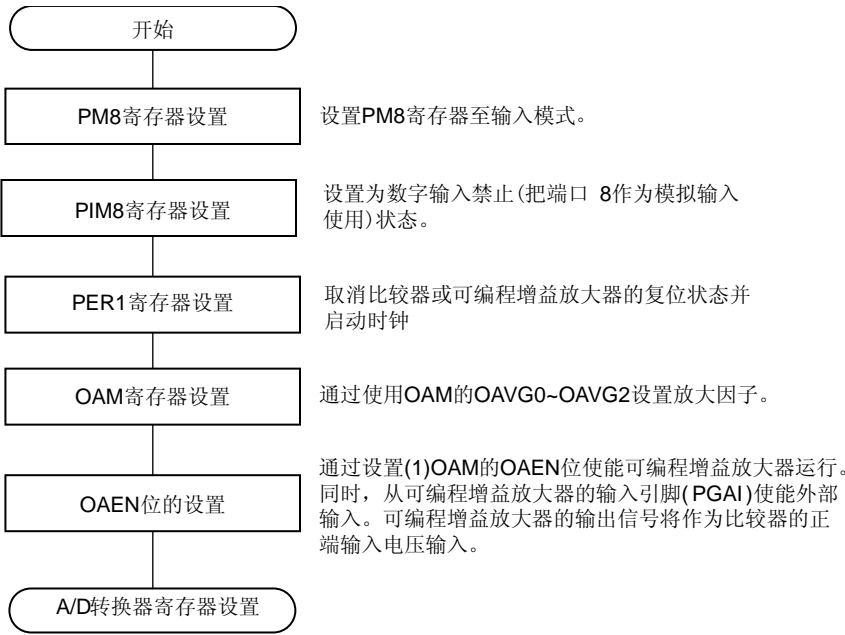 开始
PM8寄存器设置
设置PM8寄存器至输入模式。
PIM8寄存器设置
设置为数字输入禁止(把端口 8作为模拟输入
使用)状态。
PER1寄存器设置
取消比较器或可编程增益放大器的复位状态并
启动时钟
OAM寄存器设置
通过使用OAM的OAVG0~OAVG2设置放大因子。
OAEN位的设置
通过设置(1)OAM的OAEN位使能可编程增益放大器运行。
同时，从可编程增益放大器的输入引脚(PGAI)使能外部
输入。可编程增益放大器的输出信号将作为比较器的正
端输入电压输入。
A/D转换器寄存器设置